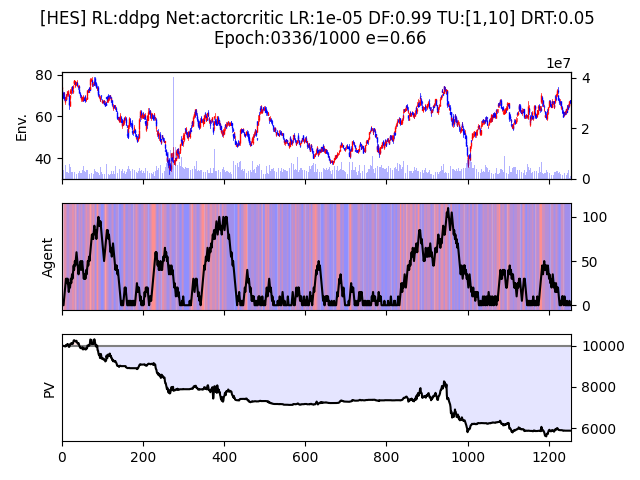 [HES] RL:ddpg Net:actorcritic LR:1e-05 DF:0.99 TU:[1,10] DRT:0.05
Epoch:0336/1000 e=0.66
1e7
80
60
40
Env.
4
2
0
Agent
100
50
0
PV
10000
8000
6000
0 200 400 600 800 1000 1200